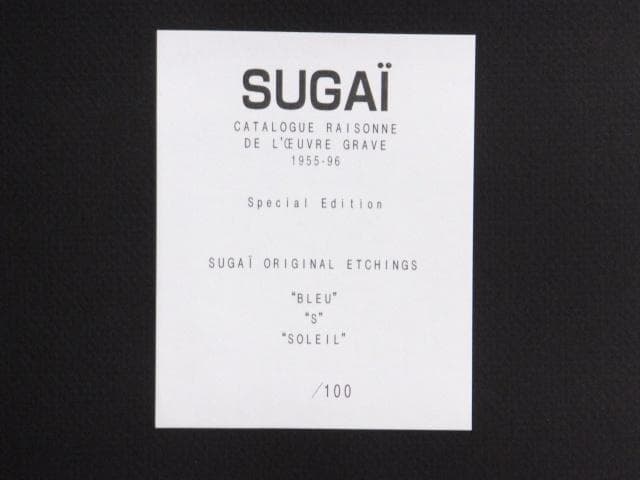 SUGAÏ
CATALOGUE RAISONNE
DE L'ŒUVRE GRAVE
1955-96
Special Edition
SUGAÏ ORIGINAL ETCHINGS
“BLEU”
“S”
“SOLEIL”
/100